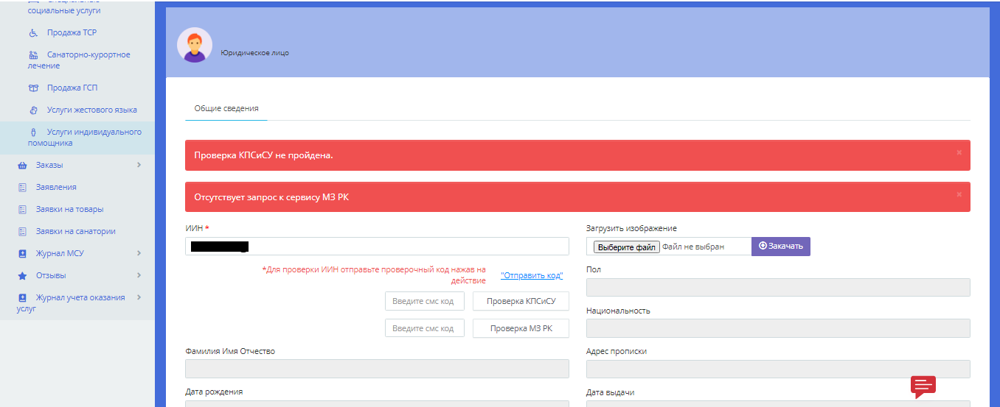 социальные услуги
Продажа ТСР
Санаторно-курортное
лечение
Продажа ГСП
Услуги жестового языка
Услуги индивидуального
помощника
Заказы
Заявления
Заявки на товары
Заявки на санатории
Журнал МСУ
Отзывы
Журнал учета оказания
услуг
Юридическое лицо
Общие сведения
Проверка КПСиСУ не пройдена.
Отсутствует запрос к сервису МЗ РК
ИИН *
*Для проверки ИИН отправьте проверочный код нажав на
действие
"Отправить код"
Введите смс код Проверка КПСиСУ
Введите смс код Проверка МЗ РК
Фамилия Имя Отчество
Дата рождения
Загрузить изображение
Выберите файл Файл не выбран Закачать
Пол
Национальность
Адрес прописки
Дата выдачи